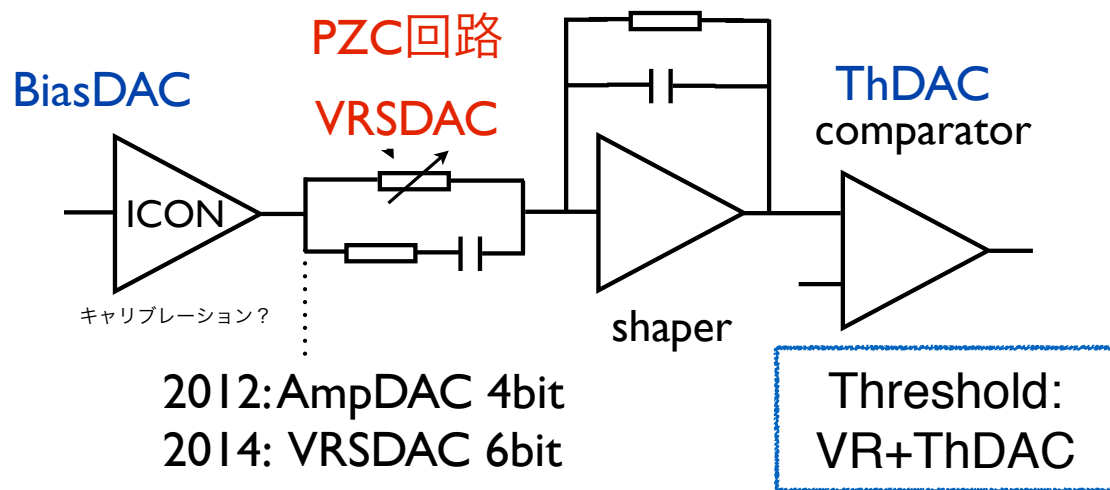 PZC回路
BiasDAC
VRSDAC
ThDAC
comparator
ICON
キャリブレーション？
shaper
2012: AmpDAC 4bit
2014: VRSDAC 6bit
Threshold:
VR+ThDAC